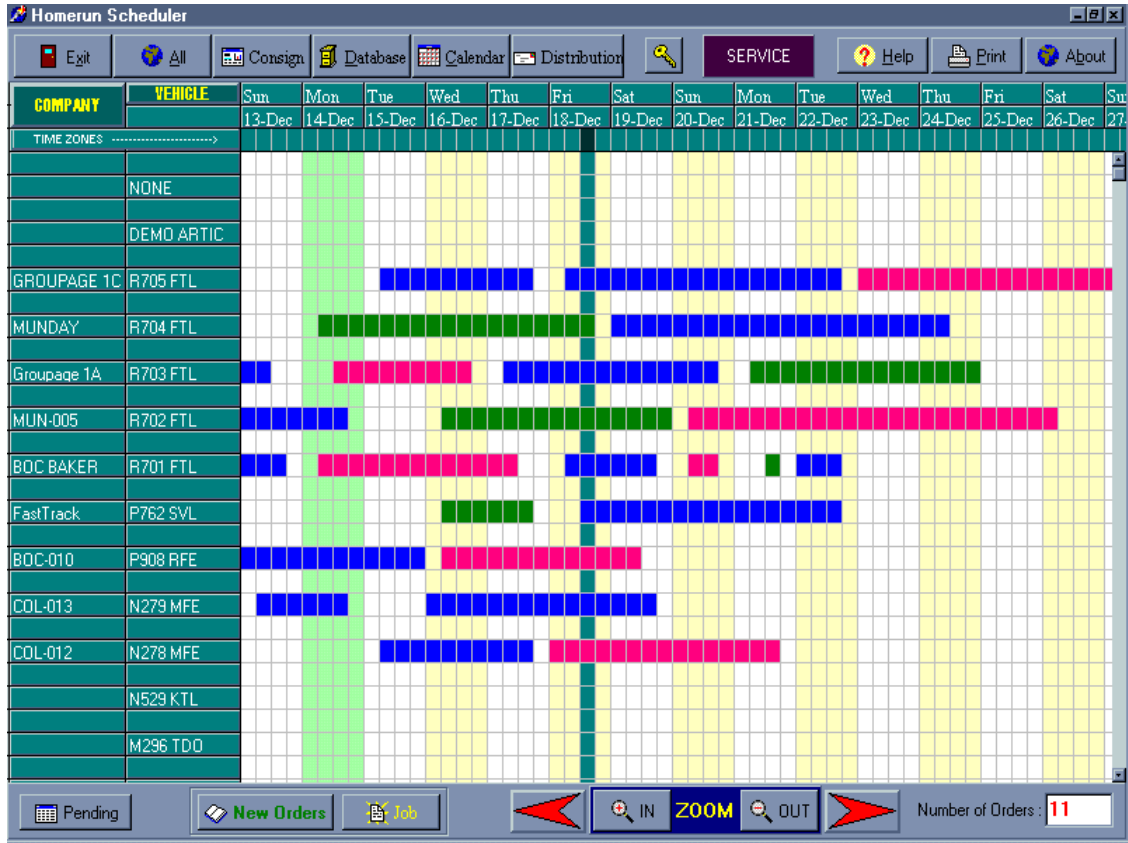 Homerun Scheduler
Exit All Consign Database Calendar Distribution SERVICE Help Print About
COMPANY VEHICLE Sun Mon Tue Wed Thu Fri Sat Sun Mon Tue Wed Thu Fri Sat Su
13-Dec 14-Dec 15-Dec 16-Dec 17-Dec 18-Dec 19-Dec 20-Dec 21-Dec 22-Dec 23-Dec 24-Dec 25-Dec 26-Dec 27-
TIME ZONES ----------------------->
NONE
DEMO ARTIC
GROUPAGE 1C R705 FTL
MUNDAY R704 FTL
Groupage 1A R703 FTL
MUN-005 R702 FTL
BOC BAKER R701 FTL
FastTrack P762 SVL
BOC-010 P908 RFE
COL-013 N279 MFE
COL-012 N278 MFE
N529 KTL
M296 TDO
Pending New Orders Job IN ZOOM OUT Number of Orders : 11